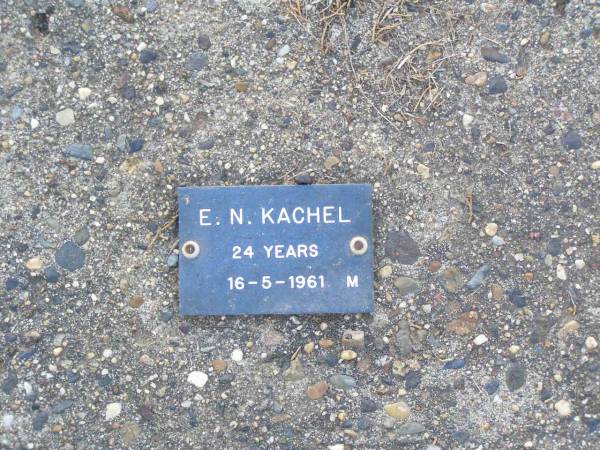 E. N. KACHEL
24 YEARS
16-5-1961 M